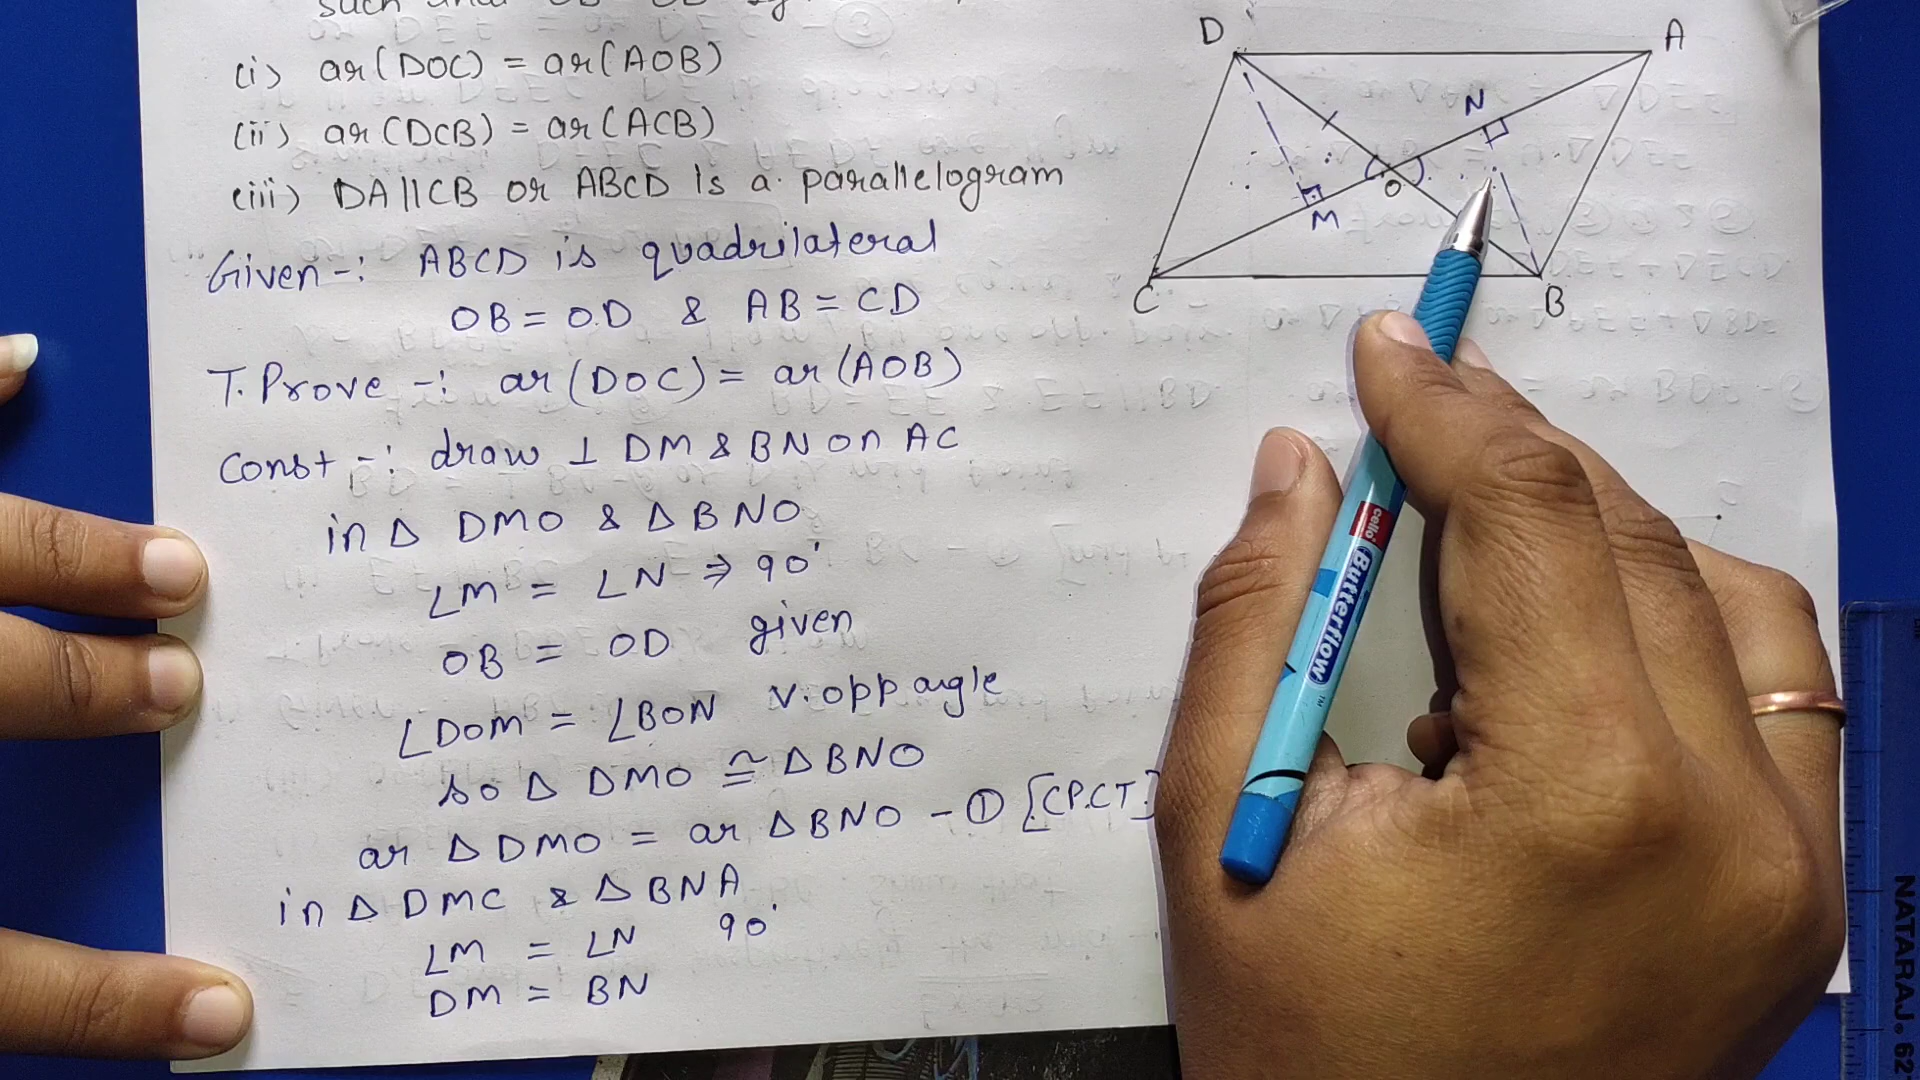 (i) ar(DOC) = ar(AOB)
(ii) ar(DCB) = ar(ACB)
(iii) DA||CB or ABCD is a parallelogram
Given -: ABCD is quadrilateral
OB = OD & AB = CD
T. Prove -: ar(DOC) = ar(AOB)
Const -: draw ⊥ DM & BN on AC
in Δ DMO & Δ BNO
∠M = ∠N ⇒ 90°
OB = OD given
∠DOM = ∠BON v. opp angle
so Δ DMO ≅ Δ BNO
ar Δ DMO = ar Δ BNO - ① [CP.CT.]
in Δ DMC & Δ BNA
∠M = ∠N 90°
DM = BN
D
A
N
O
M
C
B
cello
Butterflow
NATARAJ. 62